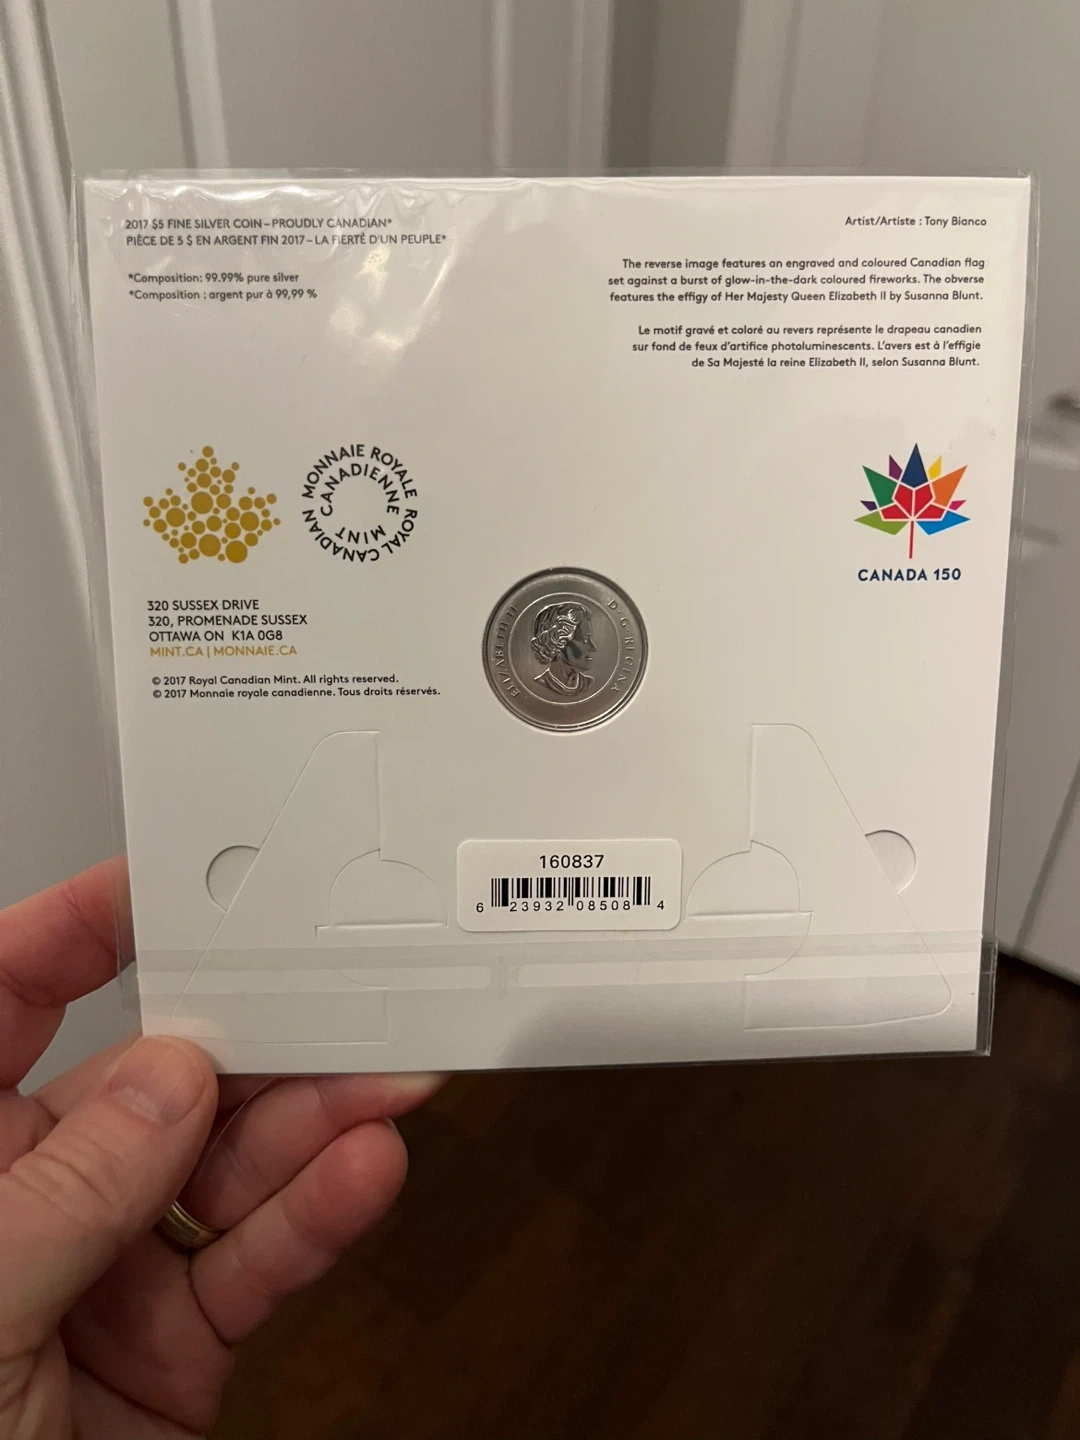 2017 $5 FINE SILVER COIN – PROUDLY CANADIAN*
PIÈCE DE 5 $ EN ARGENT FIN 2017 – LA FIERTÉ D'UN PEUPLE*
*Composition: 99.99% pure silver
*Composition : argent pur à 99,99 %
Artist/Artiste : Tony Bianco
The reverse image features an engraved and coloured Canadian flag
set against a burst of glow-in-the-dark coloured fireworks. The obverse
features the effigy of Her Majesty Queen Elizabeth II by Susanna Blunt.
Le motif gravé et coloré au revers représente le drapeau canadien
sur fond de feux d'artifice photoluminescents. L'avers est à l'effigie
de Sa Majesté la reine Elizabeth II, selon Susanna Blunt.
MONNAIE ROYALE CANADIENNE
ROYAL CANADIAN MINT
CANADA 150
320 SUSSEX DRIVE
320, PROMENADE SUSSEX
OTTAWA ON K1A 0G8
MINT.CA | MONNAIE.CA
© 2017 Royal Canadian Mint. All rights reserved.
© 2017 Monnaie royale canadienne. Tous droits réservés.
ELIZABETH II D·G·REGINA
160837
6 23932 08508 4